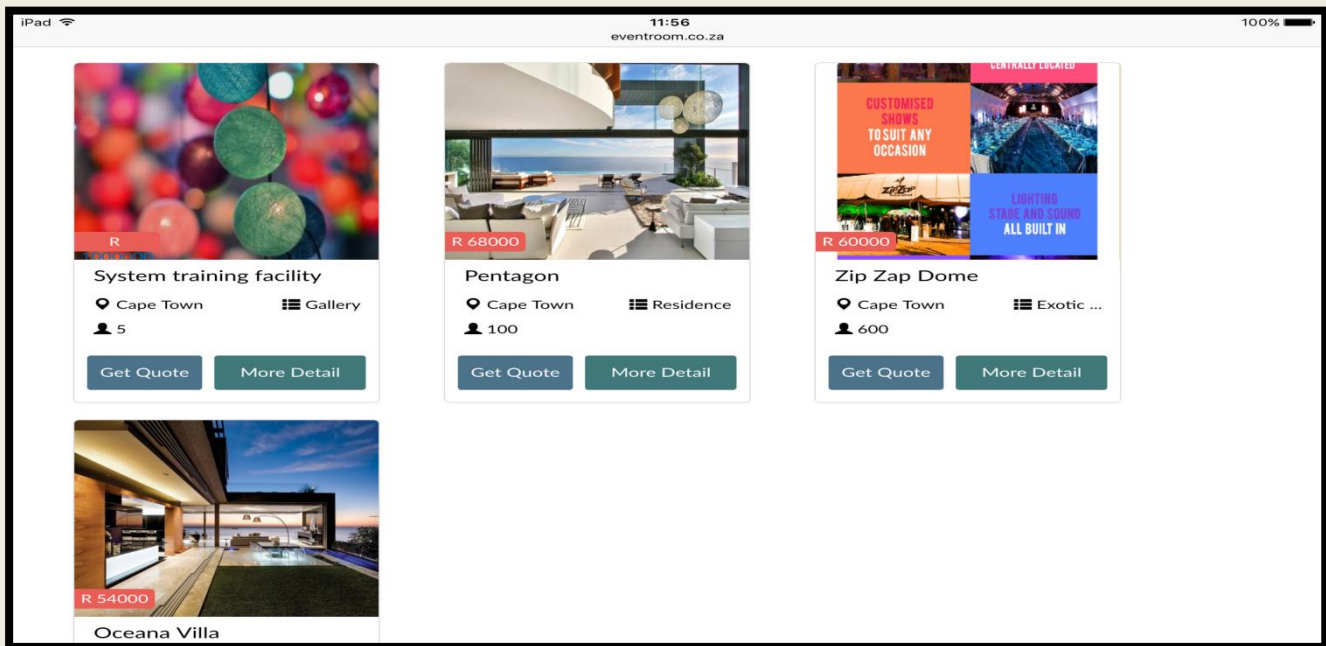 iPad
11:56
100%
eventroom.co.za
CENTRALLY LOCATED
CUSTOMISED
SHOWS
TO SUIT ANY
OCCASION
ZipZap
LIGHTING
STAGE AND SOUND
ALL BUILT IN
R
R 68000
R 60000
System training facility
Pentagon
Zip Zap Dome
Cape Town
Gallery
Cape Town
Residence
Cape Town
Exotic ...
5
100
600
Get Quote
More Detail
Get Quote
More Detail
Get Quote
More Detail
R 54000
Oceana Villa